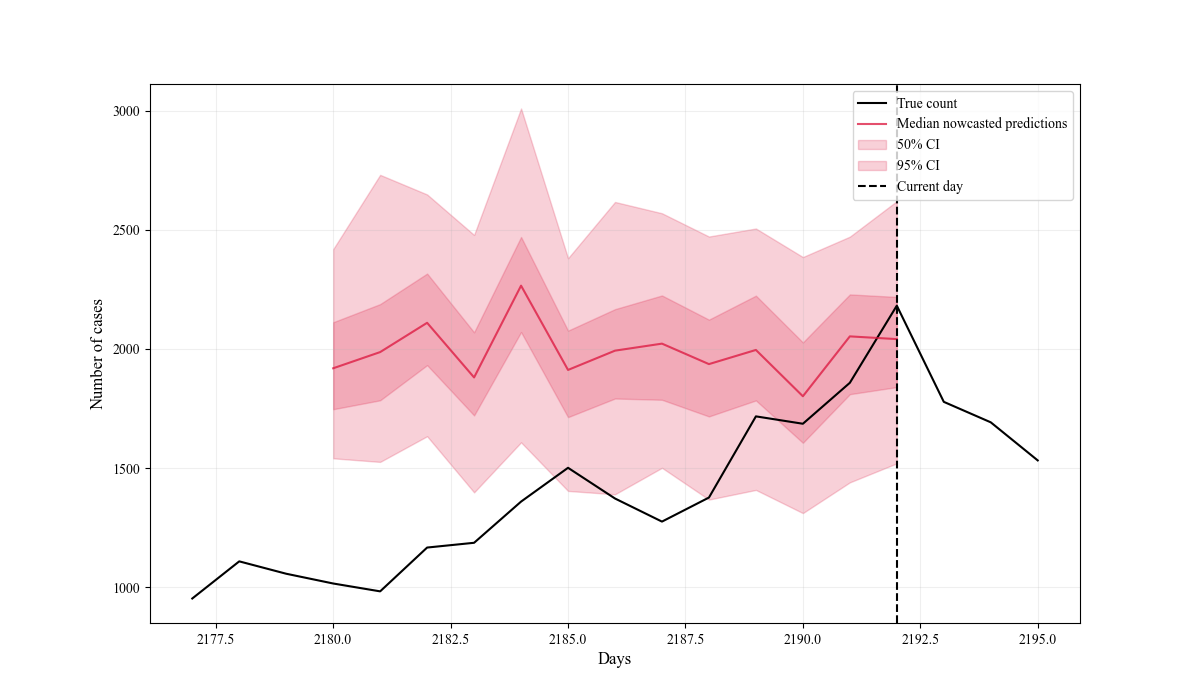 3000
2500
2000
1500
1000
Number of cases
True count
Median nowcasted predictions
50% CI
95% CI
Current day
2177.5 2180.0 2182.5 2185.0 2187.5 2190.0 2192.5 2195.0
Days